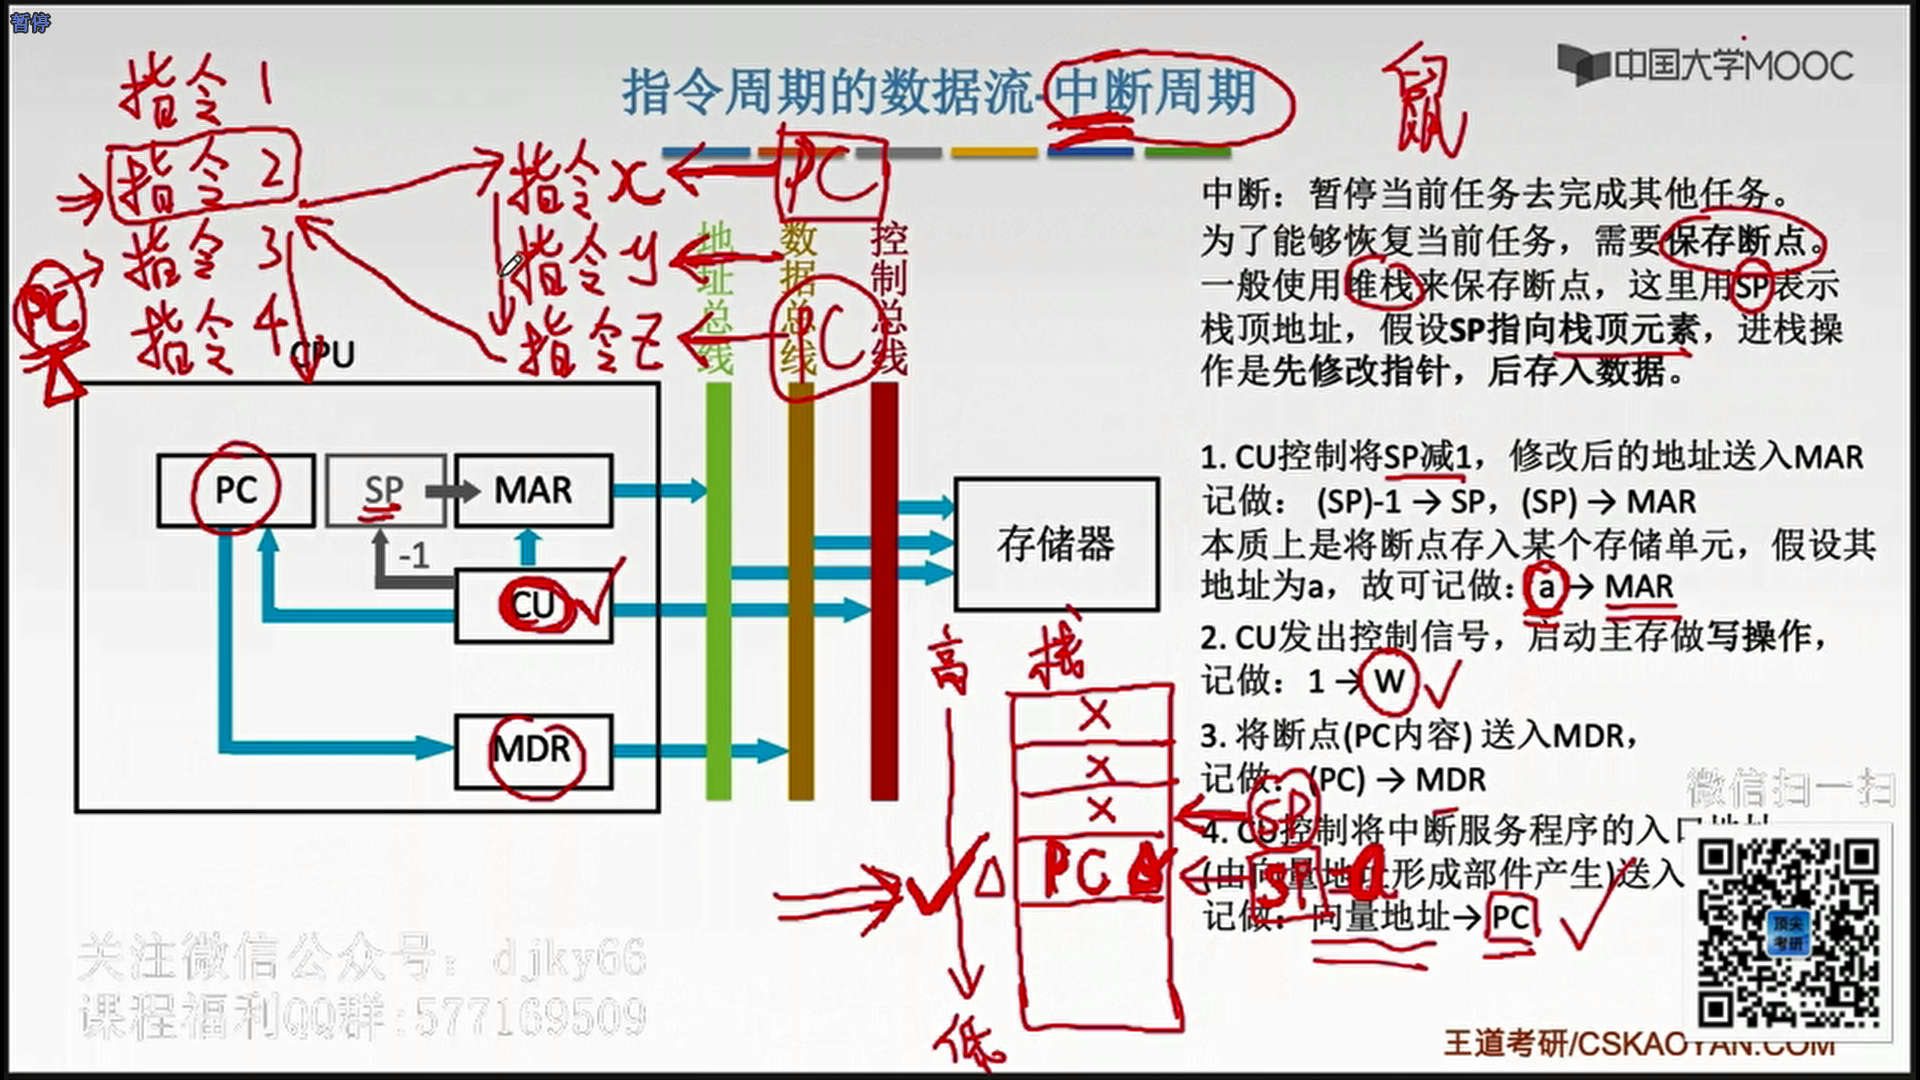 暂停
指令周期的数据流-中断周期
中国大学MOOC
指令 1
指令 2
指令 3
指令 4
PC
指令 x
指令 y
指令 z
PC
PC
地址总线
数据总线
控制总线
中断：暂停当前任务去完成其他任务。
为了能够恢复当前任务，需要保存断点。
一般使用堆栈来保存断点，这里用SP表示
栈顶地址，假设SP指向栈顶元素，进栈操
作是先修改指针，后存入数据。
1. CU控制将SP减1，修改后的地址送入MAR
记做： (SP)-1 → SP，(SP) → MAR
本质上是将断点存入某个存储单元，假设其
地址为a，故可记做：a → MAR
2. CU发出控制信号，启动主存做写操作，
记做：1 → W
3. 将断点(PC内容) 送入MDR，
记做：(PC) → MDR
4. CU控制将中断服务程序的入口地址
(由向量地址形成部件产生)送入
记做：向量地址→ PC
CPU
PC
SP
MAR
-1
CU
MDR
存储器
高
栈
SP
PC
SP
a
低
微信扫一扫
顶尖
考研
关注微信公众号：djky66
课程福利QQ群:577169509
王道考研/CSKAOYAN.COM